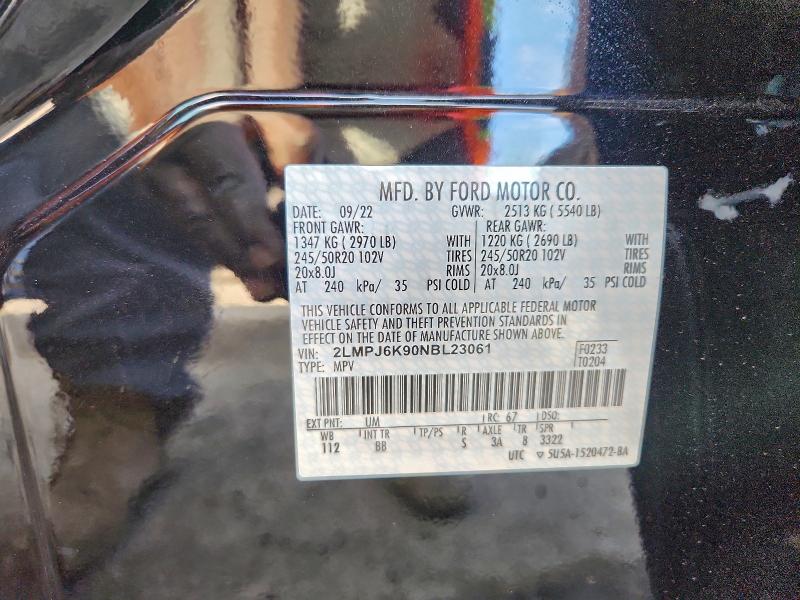 MFD. BY FORD MOTOR CO.
DATE: 09/22 GVWR: 2513 KG ( 5540 LB)
FRONT GAWR: REAR GAWR:
1347 KG ( 2970 LB) WITH 1220 KG ( 2690 LB) WITH
245/50R20 102V TIRES 245/50R20 102V TIRES
20x8.0J RIMS 20x8.0J RIMS
AT 240 kPa/ 35 PSI COLD AT 240 kPa/ 35 PSI COLD
THIS VEHICLE CONFORMS TO ALL APPLICABLE FEDERAL MOTOR
VEHICLE SAFETY AND THEFT PREVENTION STANDARDS IN
EFFECT ON THE DATE OF MANUFACTURE SHOWN ABOVE.
VIN: 2LMPJ6K90NBL23061 F0233
TYPE: MPV T0204
EXT PNT: UM RC: 67 DSO:
WB INT TR TP/PS R AXLE TR SPR
112 BB S 3A 8 3322
UTC ▽ 5U5A-1520472-BA